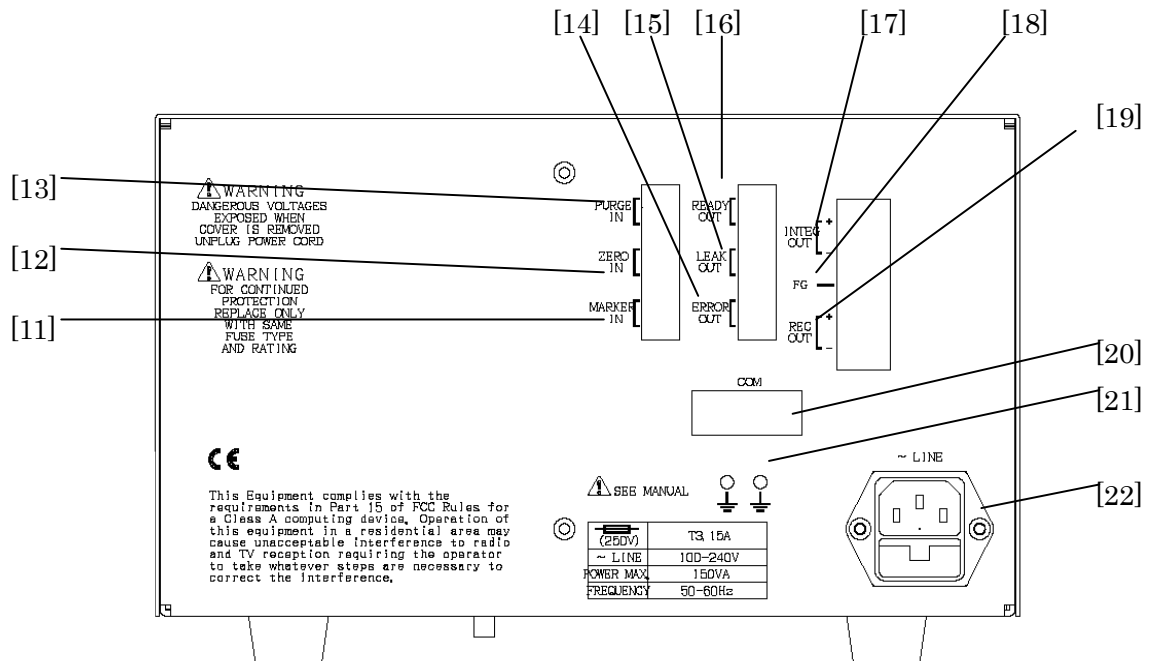 [14] [15] [16] [17] [18]
[19]
[13]
[12]
[11]
WARNING
DANGEROUS VOLTAGES
EXPOSED WHEN
COVER IS REMOVED
UNPLUG POWER CORD
WARNING
FOR CONTINUED
PROTECTION
REPLACE ONLY
WITH SAME
FUSE TYPE
AND RATING
PURGE
IN
ZERO
IN
MARKER
IN
READY
OUT
LEAK
OUT
ERROR
OUT
+
INTEG
OUT
-
FG
+
REC
OUT
-
[20]
[21]
COM
CE
This Equipment complies with the
requirements in Part 15 of FCC Rules for
a Class A computing device. Operation of
this equipment in a residential area may
cause unacceptable interference to radio
and TV reception requiring the operator
to take whatever steps are necessary to
correct the interference.
! SEE MANUAL
~ LINE
[22]
(250V) T3.15A
~ LINE 100-240V
POWER MAX. 150VA
FREQUENCY 50-60Hz